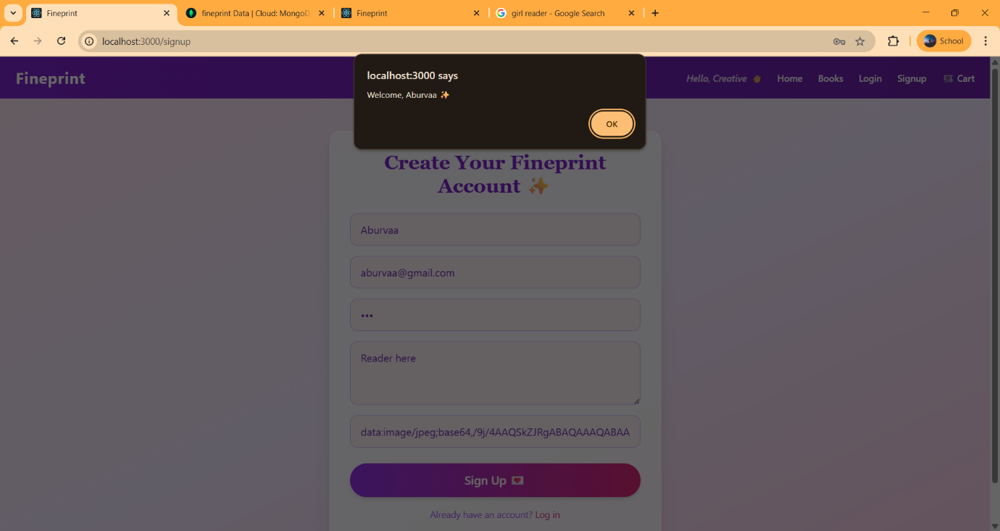 Fineprint
fineprint Data | Cloud: MongoD
Fineprint
girl reader - Google Search
localhost:3000/signup
School
Fineprint
Hello, Creative 👋
Home
Books
Login
Signup
Cart
localhost:3000 says
Welcome, Aburvaa ✨
OK
Create Your Fineprint
Account ✨
Aburvaa
aburvaa@gmail.com
•••
Reader here
data:image/jpeg;base64,/9j/4AAQSkZJRgABAQAAAQABAA
Sign Up 💌
Already have an account? Log in